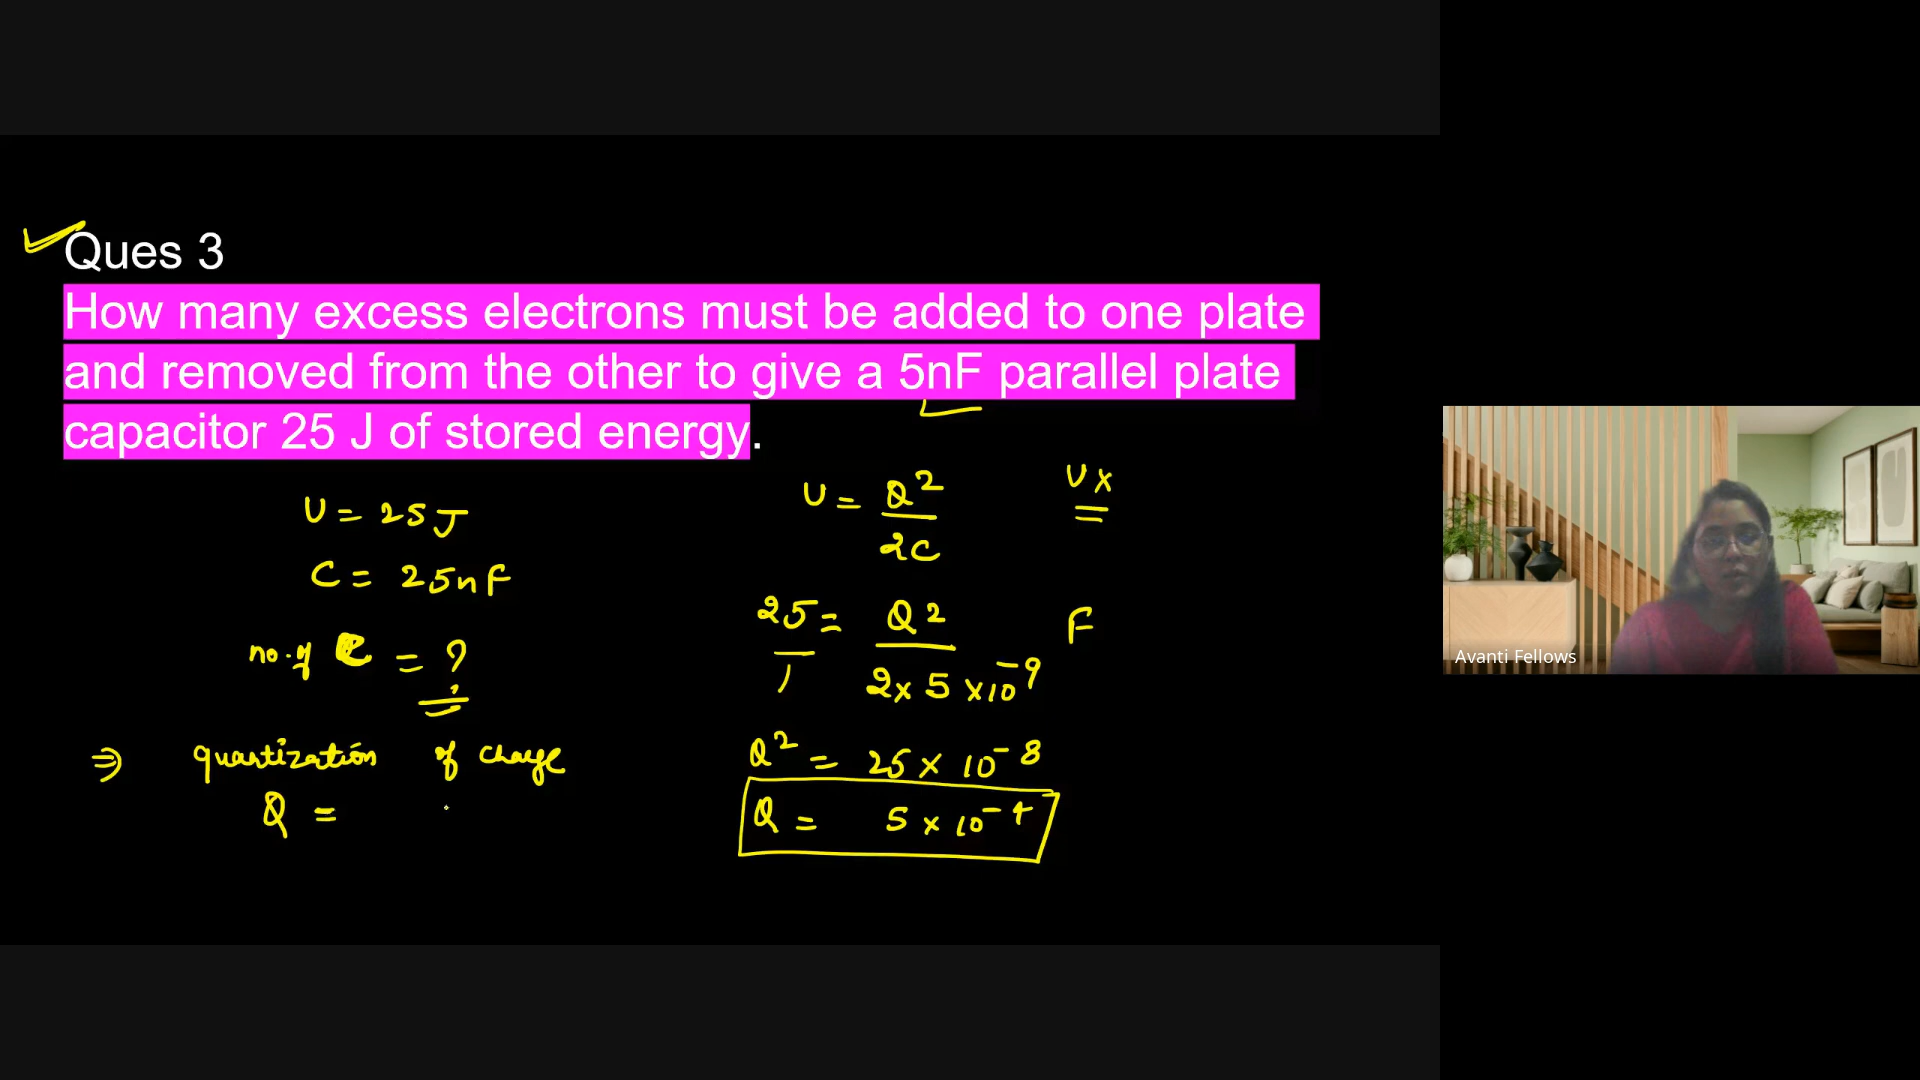 Ques 3
How many excess electrons must be added to one plate
and removed from the other to give a 5nF parallel plate
capacitor 25 J of stored energy.
U = 25 J
C = 25 nF
no. of e = ?
⇒ quantization of charge
Q =
U = Q²/2C
V x
25/1 = Q²/2 x 5 x 10⁻⁹ F
Q² = 25 x 10⁻⁸
Q = 5 x 10⁻⁴
Avanti Fellows